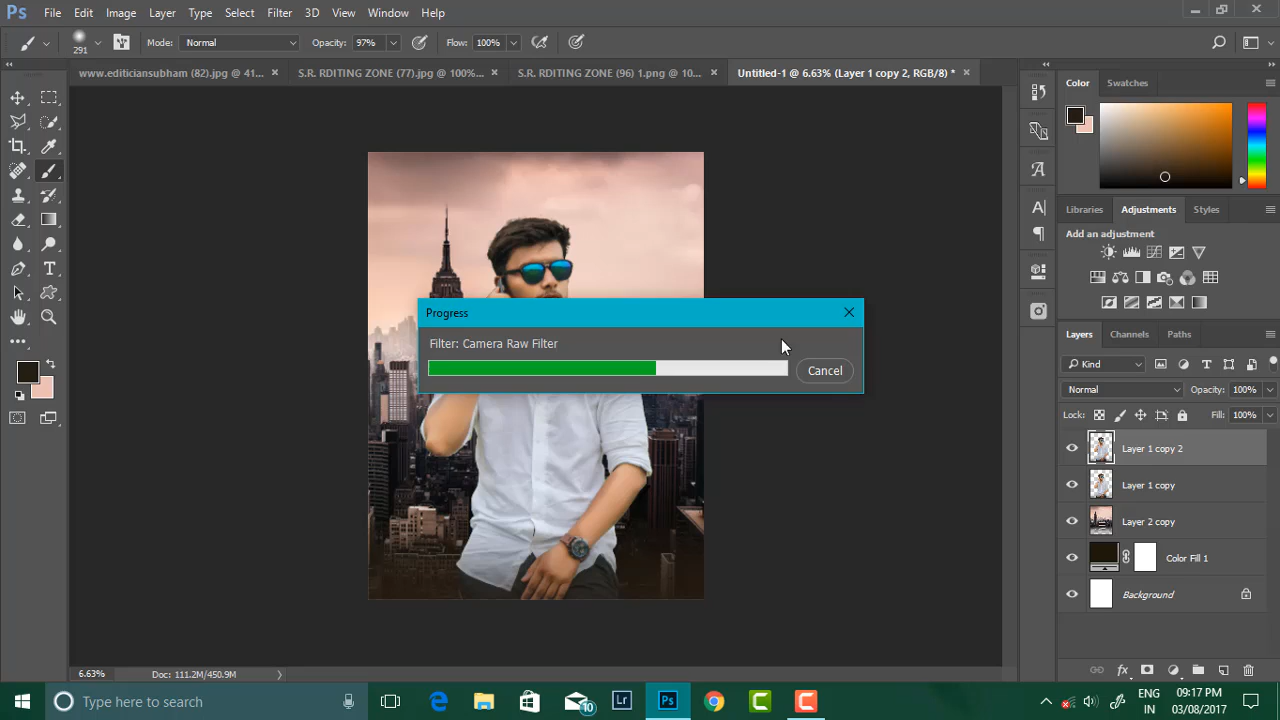 Ps File Edit Image Layer Type Select Filter 3D View Window Help
291 Mode: Normal Opacity: 97% Flow: 100%
www.editiciansubham (82).jpg @ 41... × S.R. RDITING ZONE (77).jpg @ 100%... × S.R. RDITING ZONE (96) 1.png @ 10... × Untitled-1 @ 6.63% (Layer 1 copy 2, RGB/8) * ×
Color Swatches
Libraries Adjustments Styles
Add an adjustment
Progress
Filter: Camera Raw Filter
Cancel
Layers Channels Paths
Kind
Normal Opacity: 100%
Lock: Fill: 100%
Layer 1 copy 2
Layer 1 copy
Layer 2 copy
Color Fill 1
Background
6.63% Doc: 111.2M/450.9M
Type here to search
10
Lr
Ps
C
C
ENG
IN
09:17 PM
03/08/2017